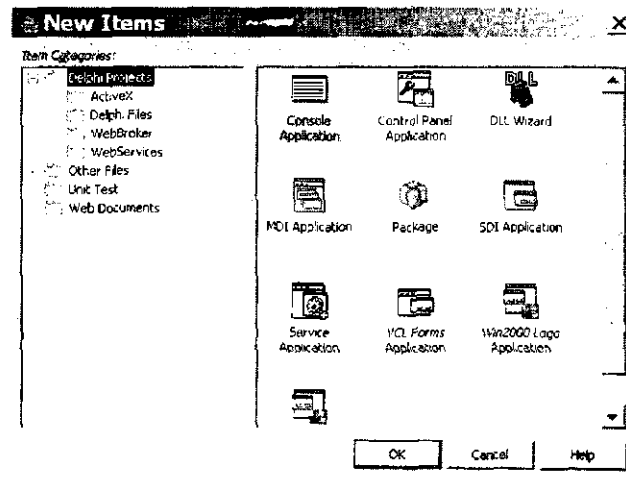 New Items
Item Categories:
Delphi Projects
ActiveX
Delph. Files
WebBroker
WebServices
Other Files
Unit Test
Web Documents
Console
Application
Control Panel
Application
DLL Wizard
MDI Application
Package
SDI Application
Service
Application
VCL Forms
Application
Win2000 Logo
Application
OK
Cancel
Help